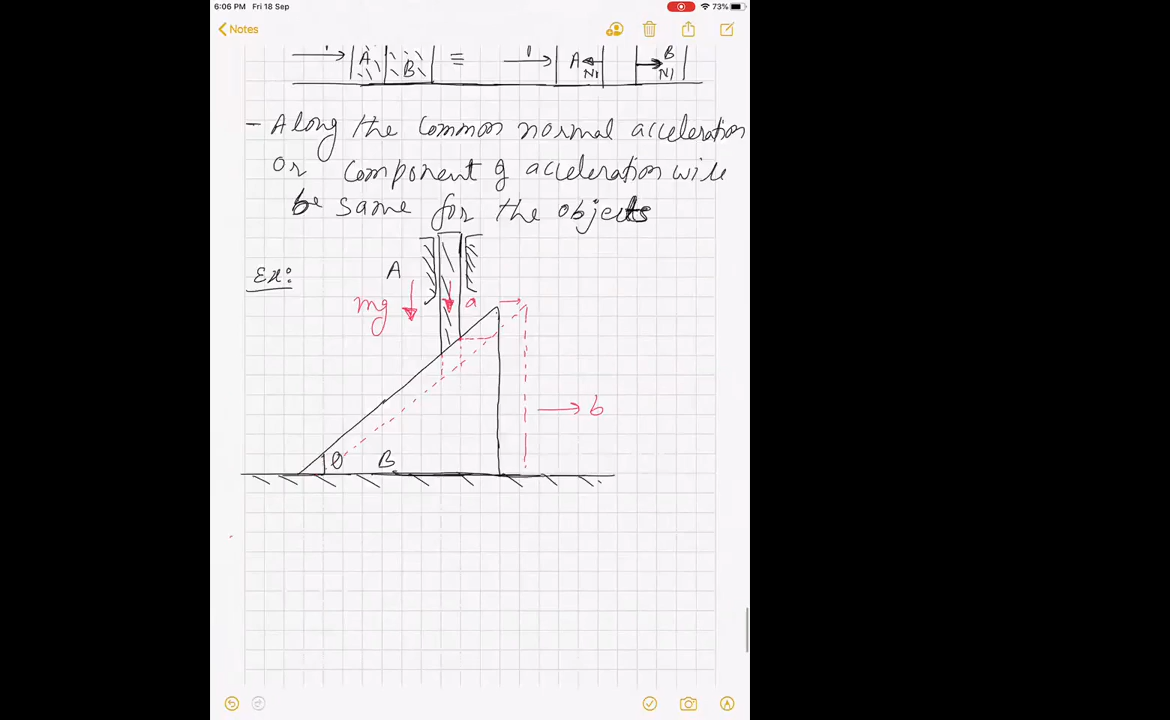 6:06 PM Fri 18 Sep
73%
Notes
A B ≡ A N1 B N1
- Along the common normal acceleration
or component of acceleration will
be same for the objects
Ex:
A
mg a
b
θ B